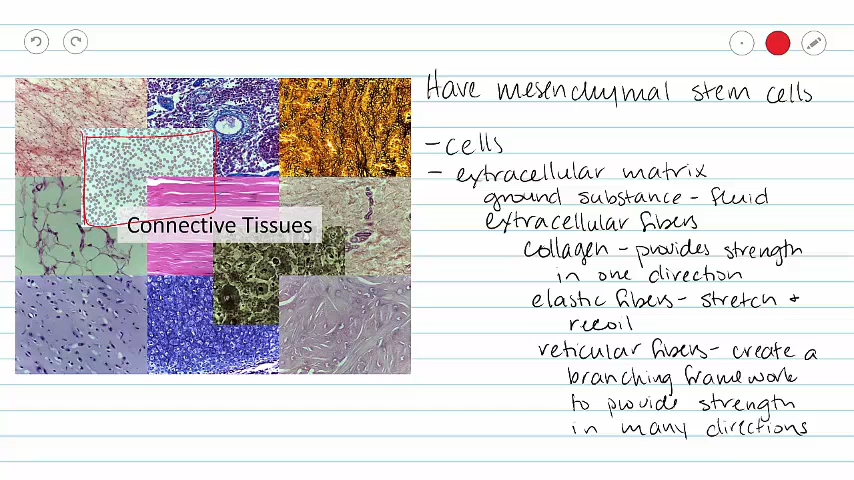 Have mesenchymal stem cells
- cells
- extracellular matrix
ground substance - fluid
extracellular fibers
Connective Tissues
collagen - provides strength
in one direction
elastic fibers - stretch +
recoil
reticular fibers - create a
branching framework
to provide strength
in many directions